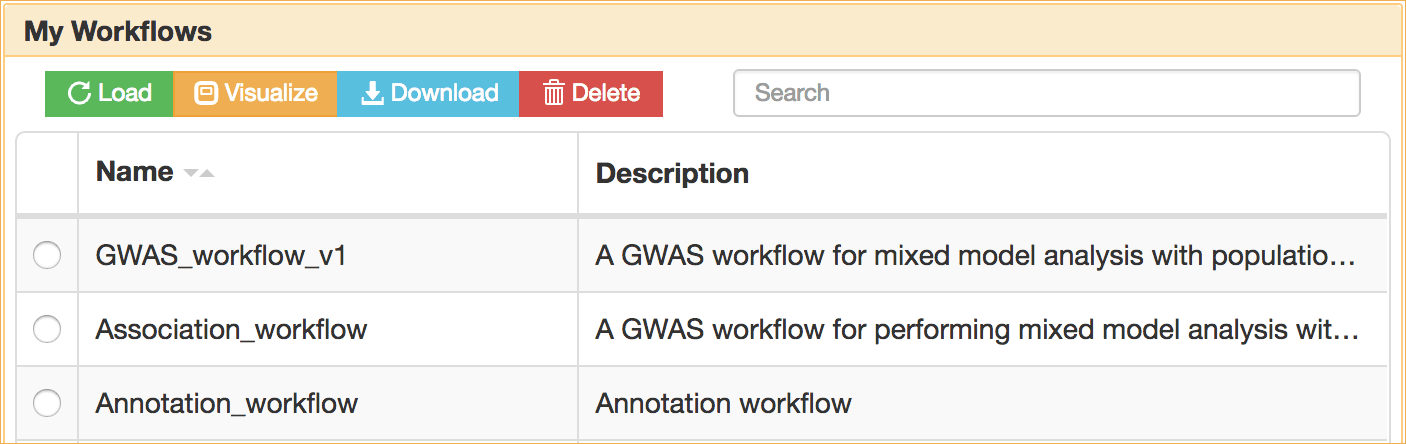 My Workflows
Load Visualize Download Delete Search
Name Description
GWAS_workflow_v1 A GWAS workflow for mixed model analysis with populatio…
Association_workflow A GWAS workflow for performing mixed model analysis wit…
Annotation_workflow Annotation workflow